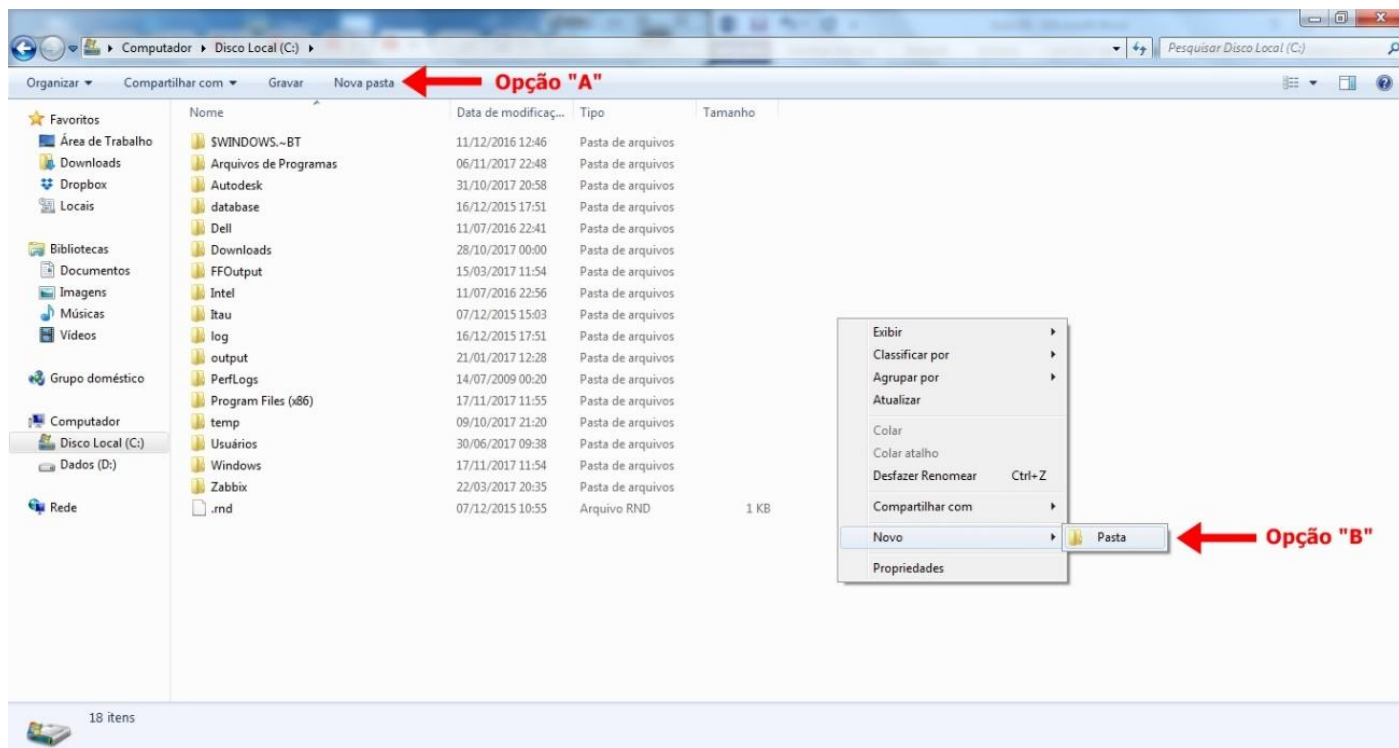 Computador ▸ Disco Local (C:) ▸ Pesquisar Disco Local (C:)
Organizar Compartilhar com Gravar Nova pasta Opção "A"
Favoritos
Área de Trabalho
Downloads
Dropbox
Locais
Bibliotecas
Documentos
Imagens
Músicas
Vídeos
Grupo doméstico
Computador
Disco Local (C:)
Dados (D:)
Rede
Nome Data de modificaç... Tipo Tamanho
$WINDOWS.~BT 11/12/2016 12:46 Pasta de arquivos
Arquivos de Programas 06/11/2017 22:48 Pasta de arquivos
Autodesk 31/10/2017 20:58 Pasta de arquivos
database 16/12/2015 17:51 Pasta de arquivos
Dell 11/07/2016 22:41 Pasta de arquivos
Downloads 28/10/2017 00:00 Pasta de arquivos
FFOutput 15/03/2017 11:54 Pasta de arquivos
Intel 11/07/2016 22:56 Pasta de arquivos
Itau 07/12/2015 15:03 Pasta de arquivos
log 16/12/2015 17:51 Pasta de arquivos
output 21/01/2017 12:28 Pasta de arquivos
PerfLogs 14/07/2009 00:20 Pasta de arquivos
Program Files (x86) 17/11/2017 11:55 Pasta de arquivos
temp 09/10/2017 21:20 Pasta de arquivos
Usuários 30/06/2017 09:38 Pasta de arquivos
Windows 17/11/2017 11:54 Pasta de arquivos
Zabbix 22/03/2017 20:35 Pasta de arquivos
.rnd 07/12/2015 10:55 Arquivo RND 1 KB
Exibir
Classificar por
Agrupar por
Atualizar
Colar
Colar atalho
Desfazer Renomear Ctrl+Z
Compartilhar com
Novo Pasta Opção "B"
Propriedades
18 itens